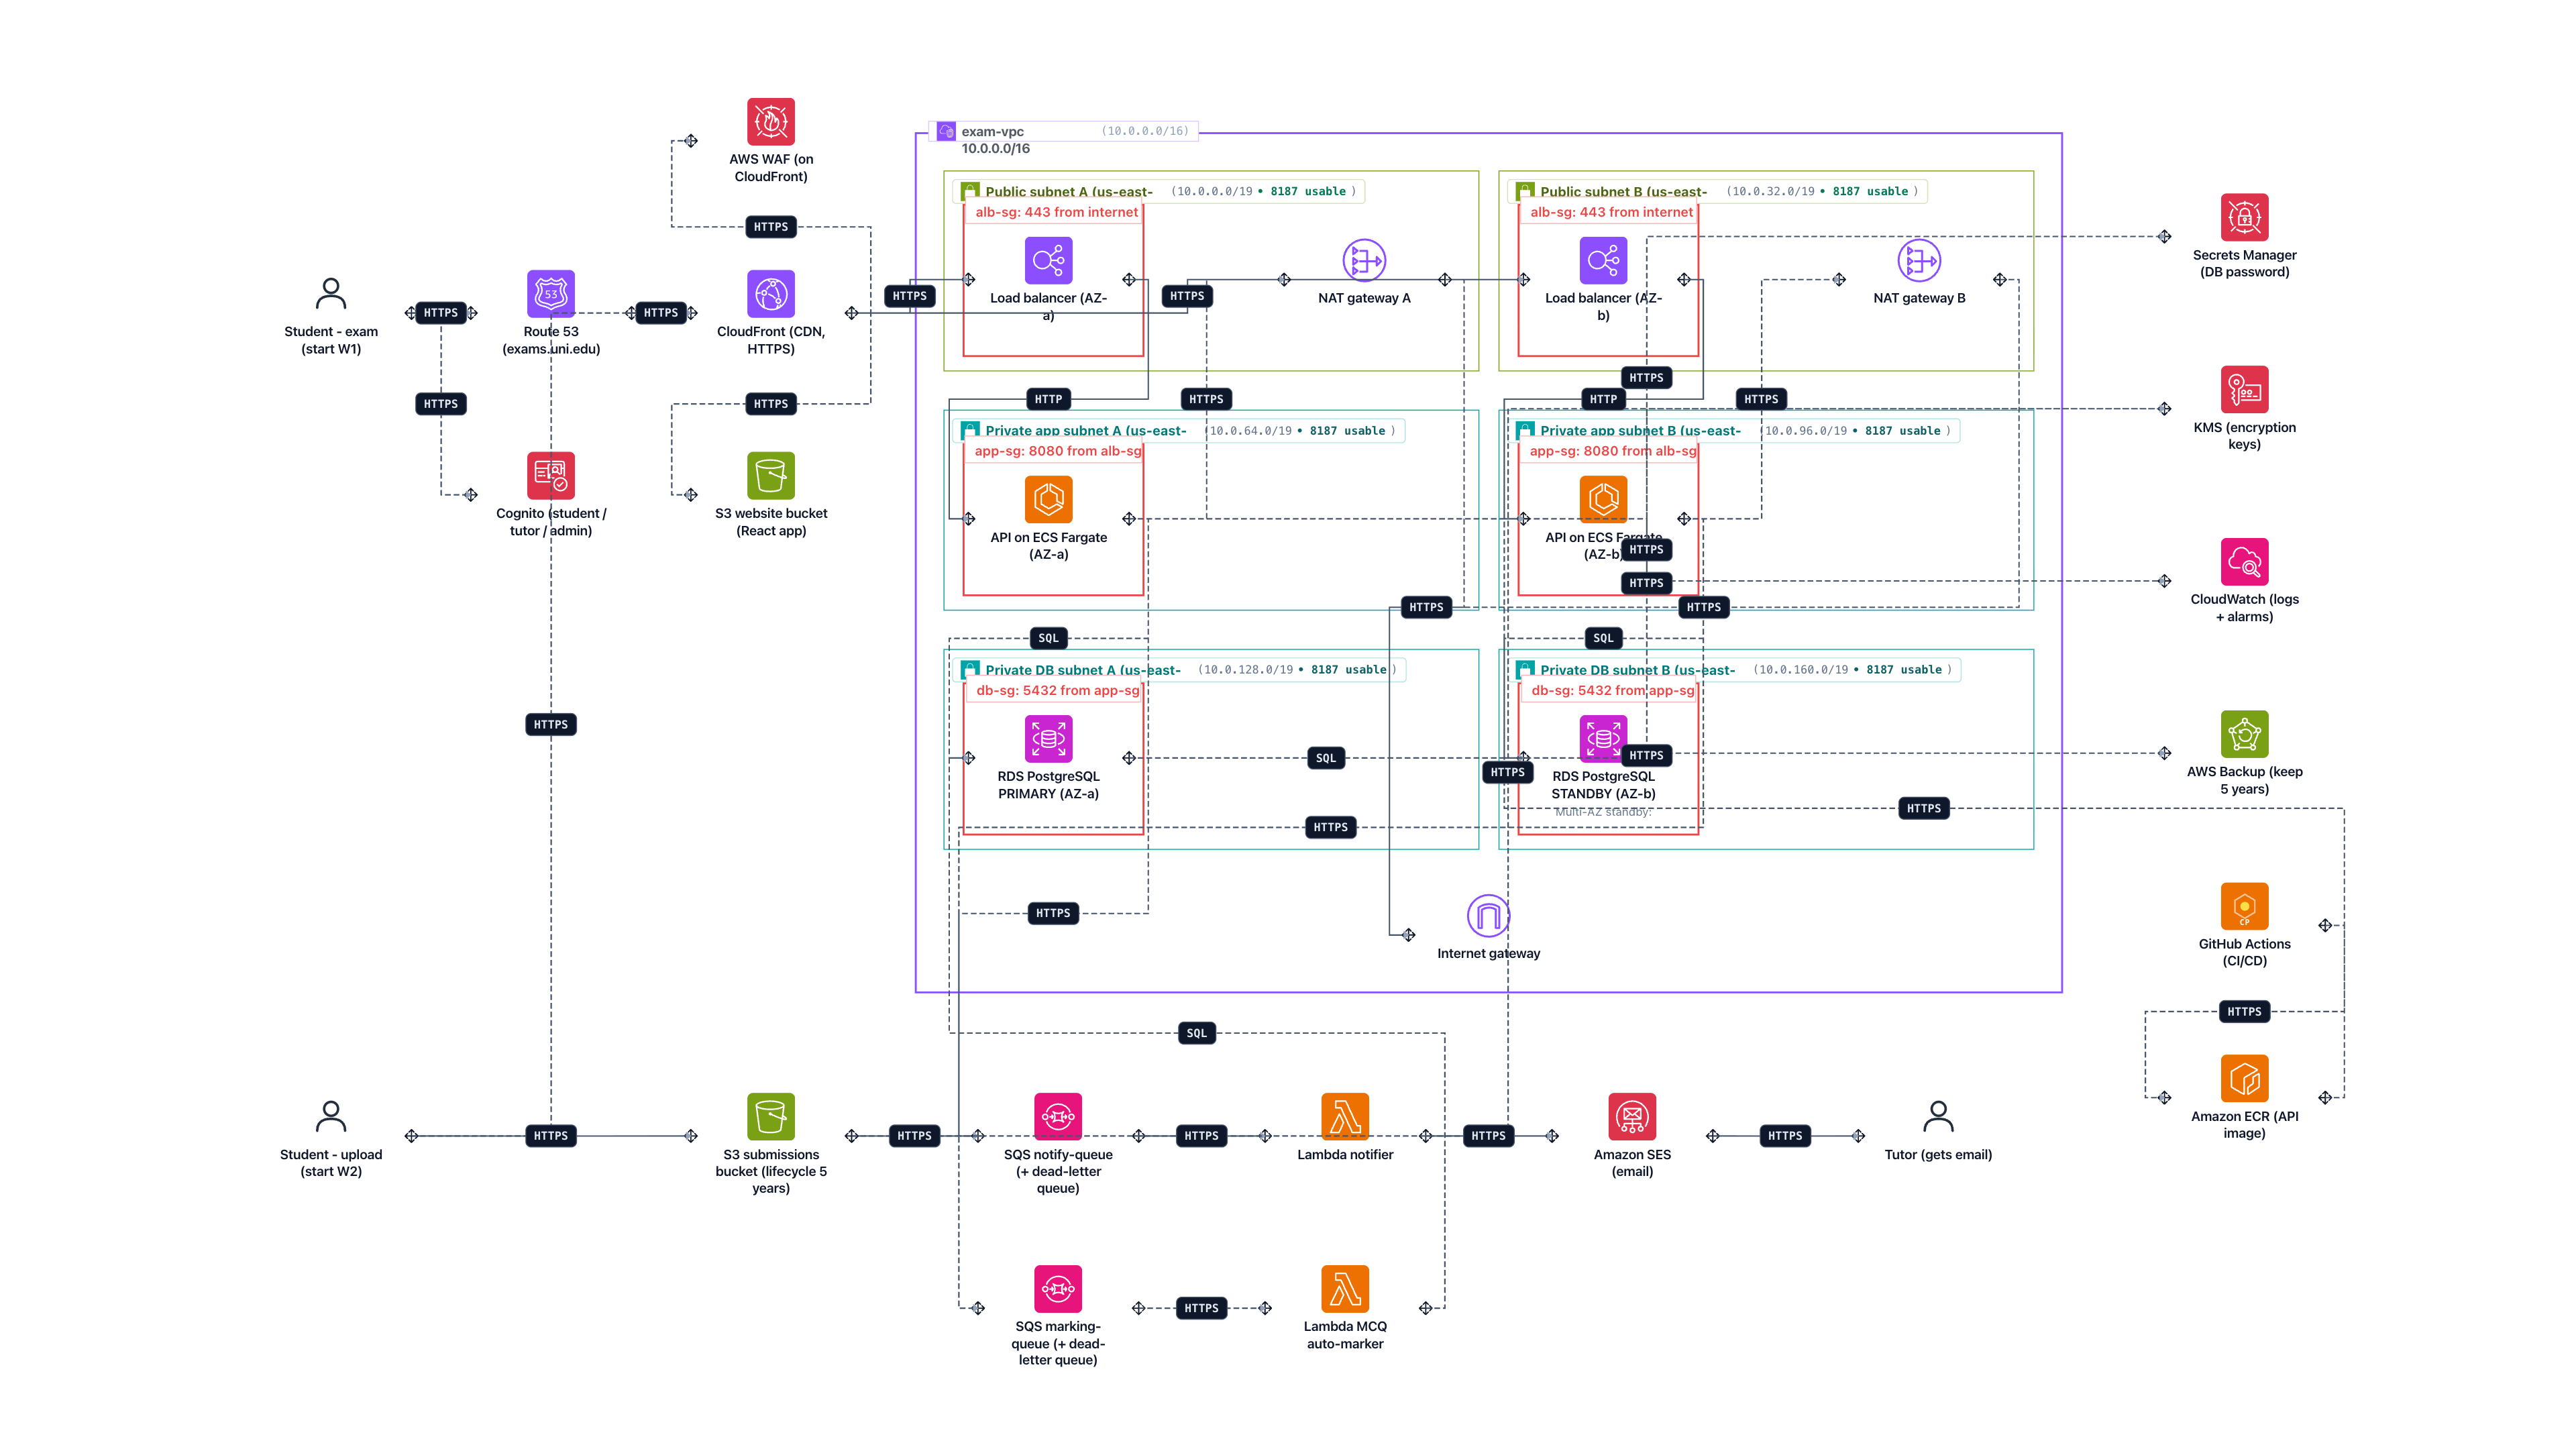 AWS WAF (on
CloudFront)
HTTPS
Student - exam
(start W1)
HTTPS
53
Route 53
(exams.uni.edu)
HTTPS
CloudFront (CDN,
HTTPS)
HTTPS
HTTPS
Cognito (student /
tutor / admin)
S3 website bucket
(React app)
HTTPS
exam-vpc (10.0.0.0/16)
10.0.0.0/16
Public subnet A (us-east- (10.0.0.0/19 • 8187 usable )
alb-sg: 443 from internet
HTTPS
Load balancer (AZ-
a)
HTTPS
NAT gateway A
Public subnet B (us-east- (10.0.32.0/19 • 8187 usable )
alb-sg: 443 from internet
Load balancer (AZ-
b)
NAT gateway B
HTTPS
HTTP
HTTPS
HTTP
HTTPS
Private app subnet A (us-east- (10.0.64.0/19 • 8187 usable )
app-sg: 8080 from alb-sg
API on ECS Fargate
(AZ-a)
Private app subnet B (us-east- (10.0.96.0/19 • 8187 usable )
app-sg: 8080 from alb-sg
API on ECS Fargate
(AZ-b)
HTTPS
HTTPS
HTTPS
HTTPS
SQL
SQL
Private DB subnet A (us-east- (10.0.128.0/19 • 8187 usable )
db-sg: 5432 from app-sg
RDS PostgreSQL
PRIMARY (AZ-a)
SQL
Private DB subnet B (us-east- (10.0.160.0/19 • 8187 usable )
db-sg: 5432 from app-sg
HTTPS
HTTPS
RDS PostgreSQL
STANDBY (AZ-b)
Multi-AZ standby:
HTTPS
HTTPS
HTTPS
Internet gateway
Secrets Manager
(DB password)
KMS (encryption
keys)
CloudWatch (logs
+ alarms)
AWS Backup (keep
5 years)
CP
GitHub Actions
(CI/CD)
HTTPS
Amazon ECR (API
image)
SQL
Student - upload
(start W2)
HTTPS
S3 submissions
bucket (lifecycle 5
years)
HTTPS
SQS notify-queue
(+ dead-letter
queue)
HTTPS
Lambda notifier
HTTPS
Amazon SES
(email)
HTTPS
Tutor (gets email)
SQS marking-
queue (+ dead-
letter queue)
HTTPS
Lambda MCQ
auto-marker